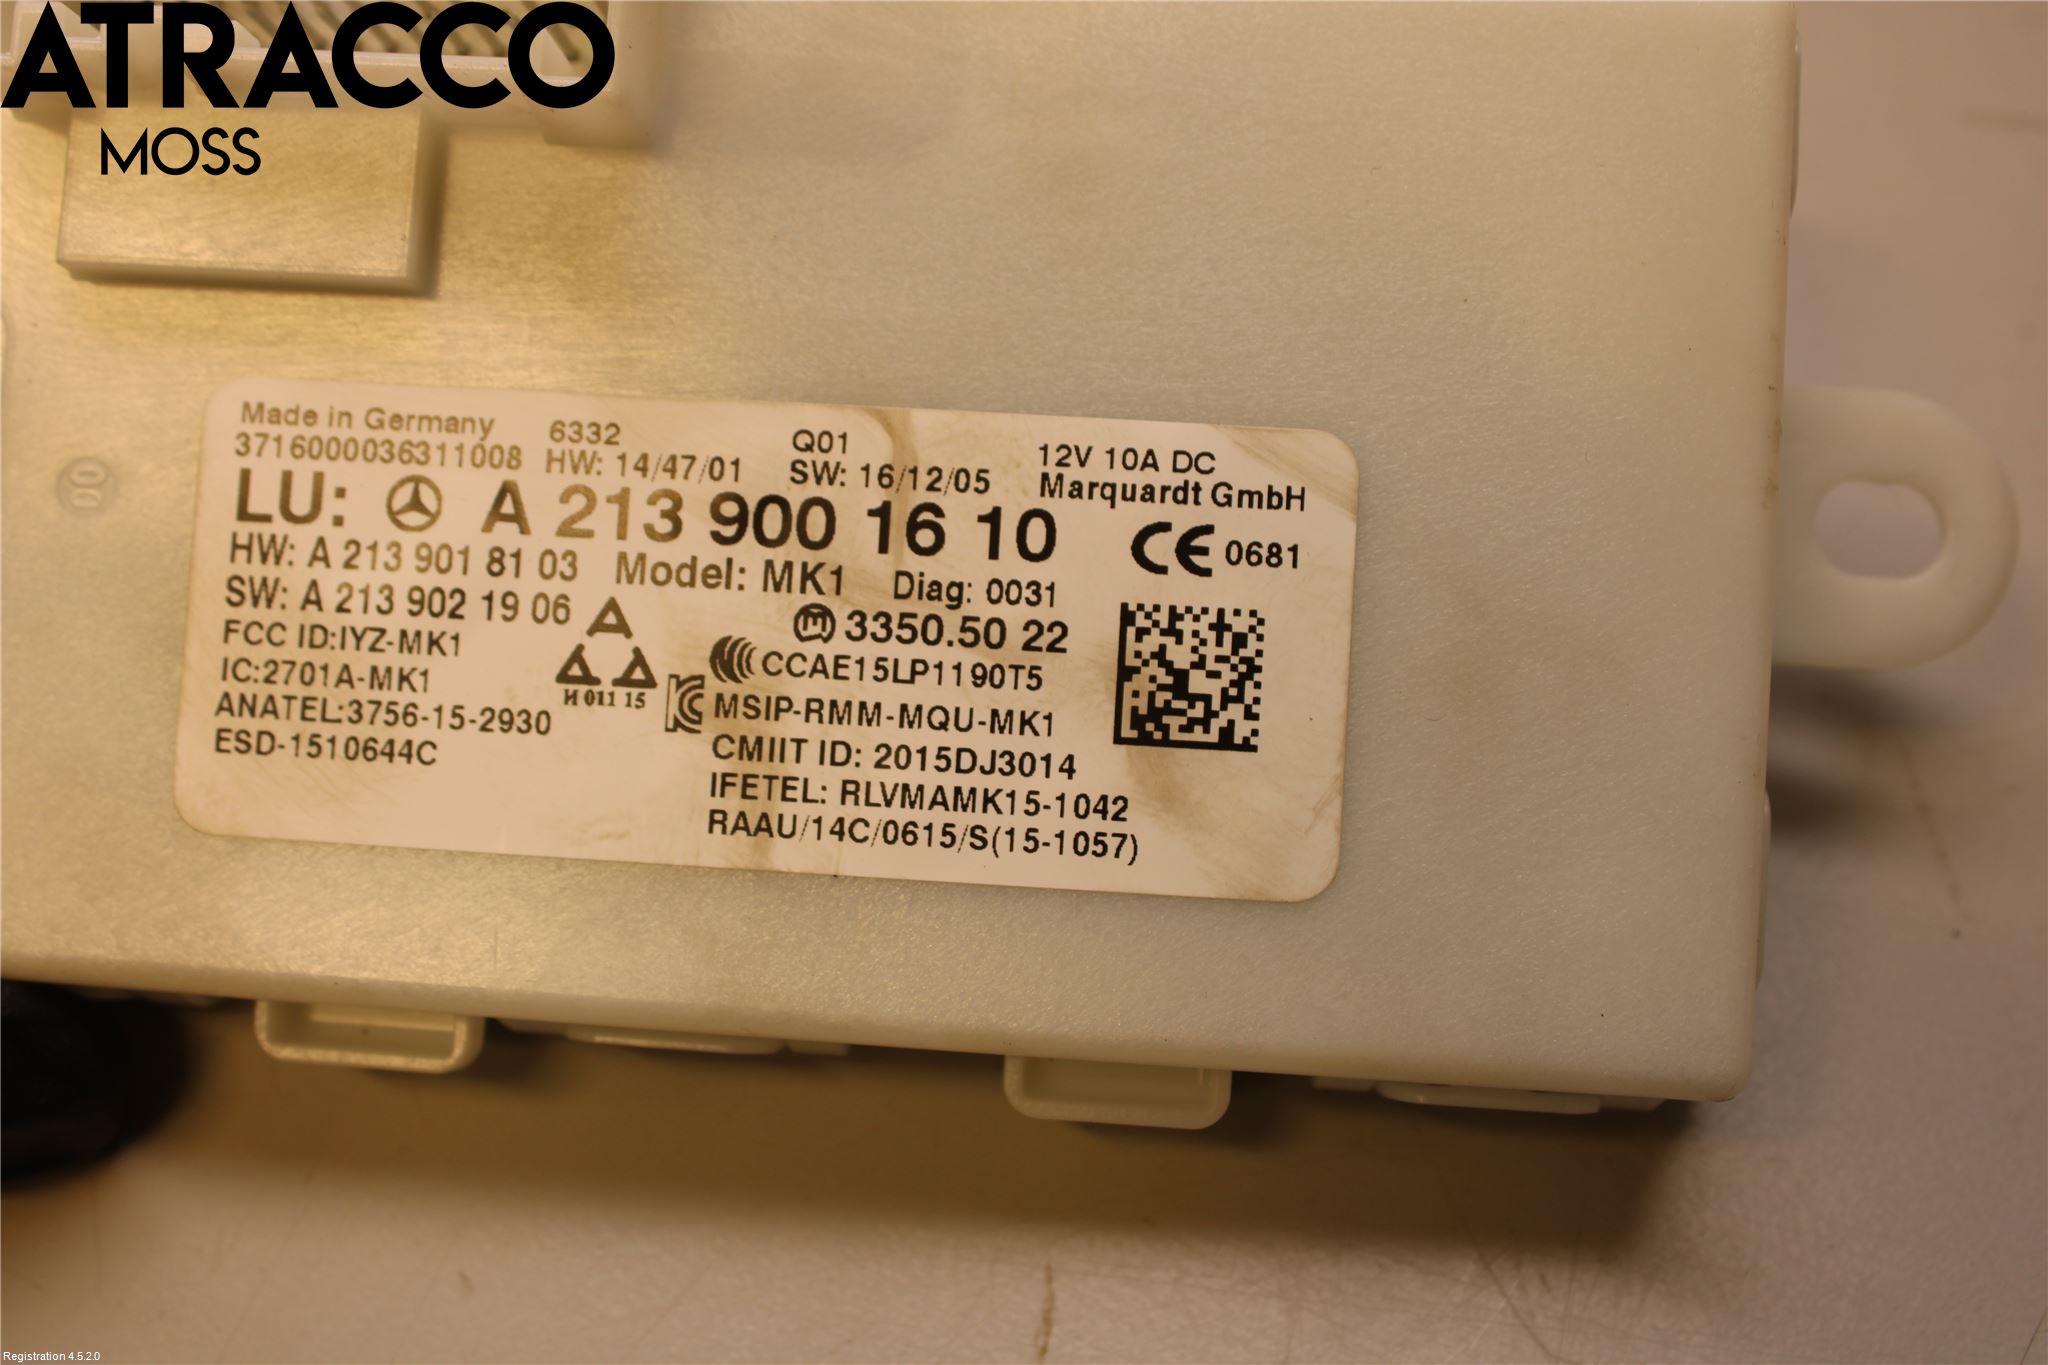 ATRACCO
MOSS
Made in Germany 6332 Q01 12V 10A DC
3716000036311008 HW: 14/47/01 SW: 16/12/05 Marquardt GmbH
LU: A 213 900 16 10 CE 0681
HW: A 213 901 81 03 Model: MK1 Diag: 0031
SW: A 213 902 19 06 M 3350.50 22
FCC ID:IYZ-MK1 CCAE15LP1190T5
IC:2701A-MK1 И 011 15 KC MSIP-RMM-MQU-MK1
ANATEL:3756-15-2930 CMIIT ID: 2015DJ3014
ESD-1510644C IFETEL: RLVMAMK15-1042
RAAU/14C/0615/S(15-1057)
Registration 4.5.2.0